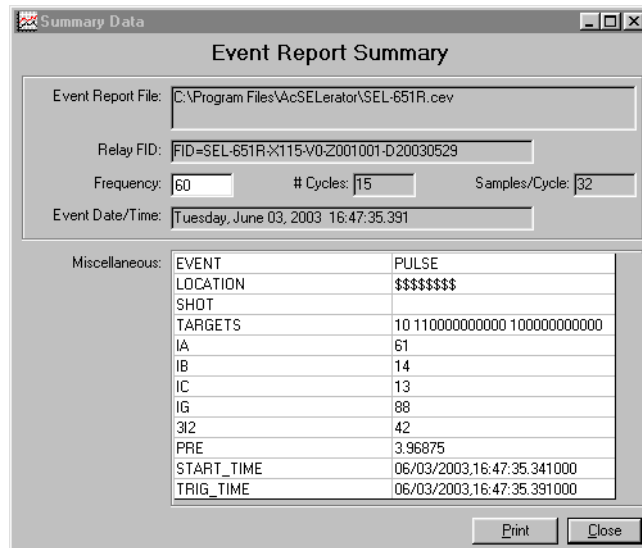 Summary Data
Event Report Summary
Event Report File: C:\Program Files\AcSELerator\SEL-651R.cev
Relay FID: FID=SEL-651R-X115-V0-Z001001-D20030529
Frequency: 60 # Cycles: 15 Samples/Cycle: 32
Event Date/Time: Tuesday, June 03, 2003 16:47:35.391
Miscellaneous: EVENT PULSE
LOCATION $$$$$$$$
SHOT
TARGETS 10 110000000000 100000000000
IA 61
IB 14
IC 13
IG 88
3I2 42
PRE 3.96875
START_TIME 06/03/2003,16:47:35.341000
TRIG_TIME 06/03/2003,16:47:35.391000
Print Close